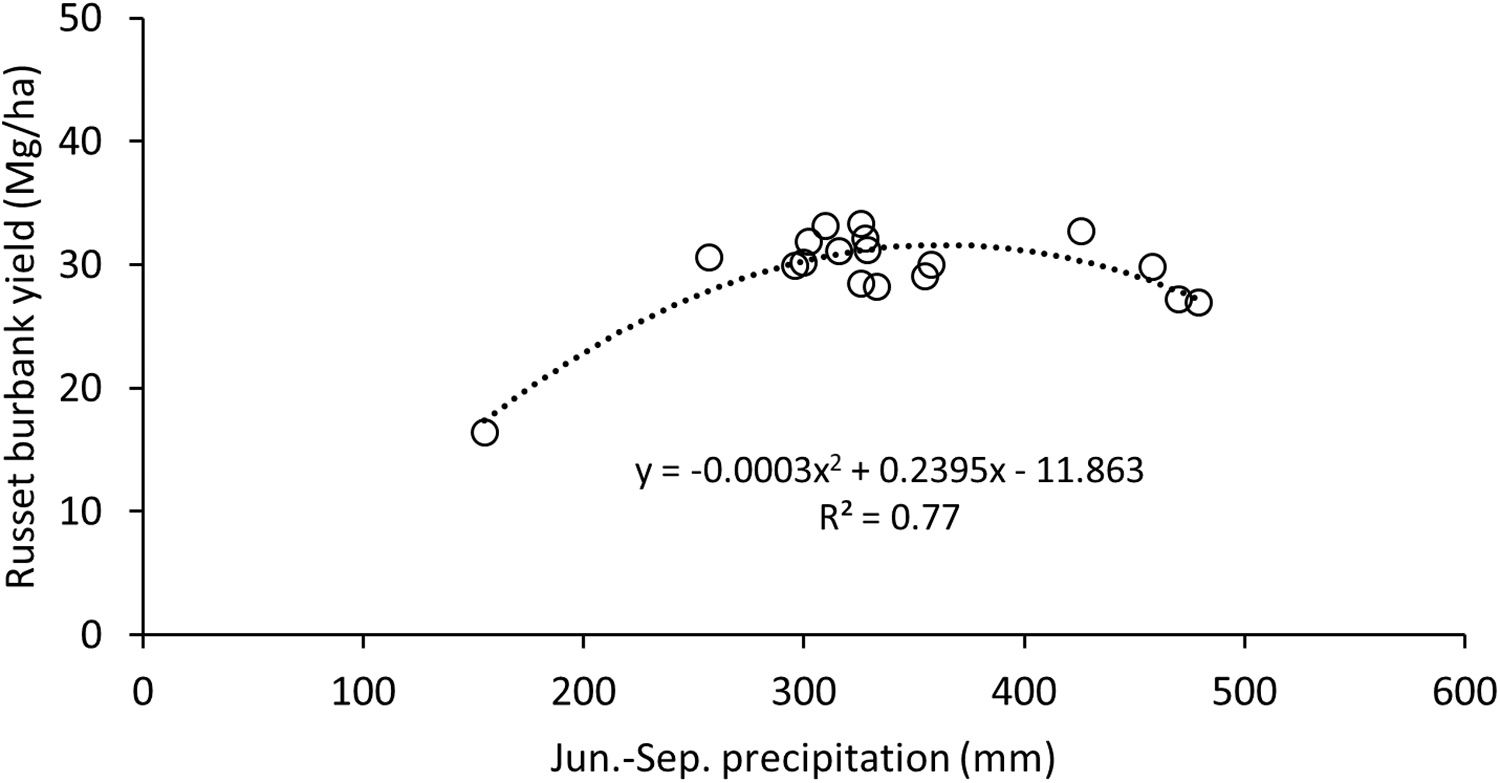 50
40
30
20
10
0
Russet burbank yield (Mg/ha)
y = -0.0003x² + 0.2395x - 11.863
R² = 0.77
0 100 200 300 400 500 600
Jun.-Sep. precipitation (mm)